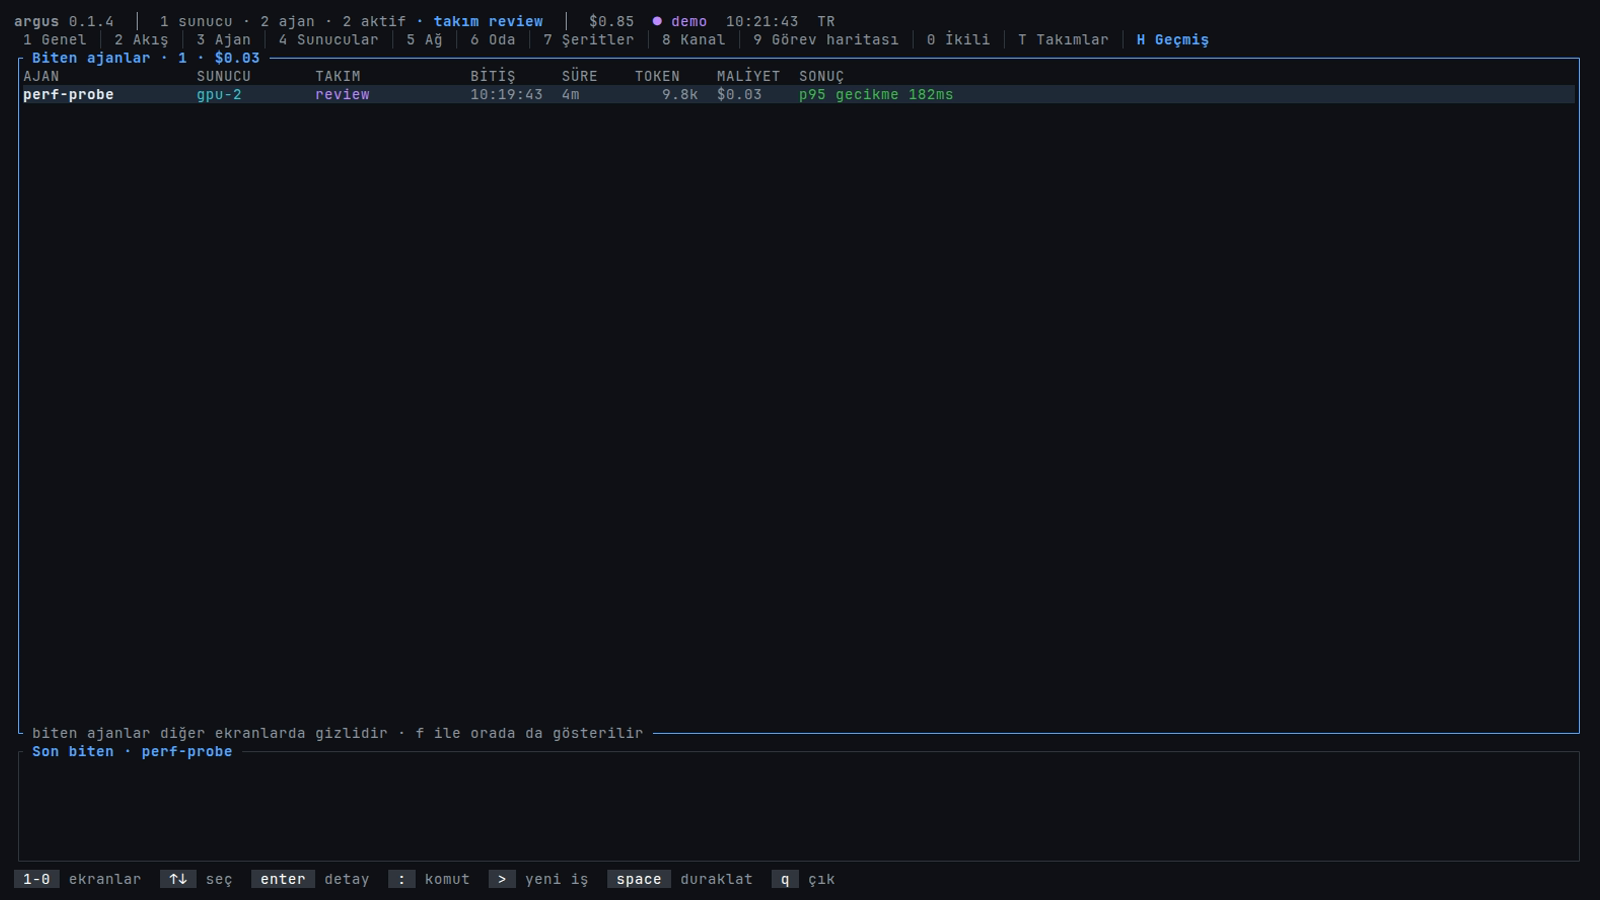 argus 0.1.4 │ 1 sunucu · 2 ajan · 2 aktif · takım review │ $0.85 ● demo 10:21:43 TR
1 Genel │ 2 Akış │ 3 Ajan │ 4 Sunucular │ 5 Ağ │ 6 Oda │ 7 Şeritler │ 8 Kanal │ 9 Görev haritası │ 0 İkili │ T Takımlar │ H Geçmiş
Biten ajanlar · 1 · $0.03
AJAN SUNUCU TAKIM BİTİŞ SÜRE TOKEN MALİYET SONUÇ
perf-probe gpu-2 review 10:19:43 4m 9.8k $0.03 p95 gecikme 182ms
biten ajanlar diğer ekranlarda gizlidir · f ile orada da gösterilir
Son biten · perf-probe
1-0 ekranlar ↑↓ seç enter detay : komut > yeni iş space duraklat q çık